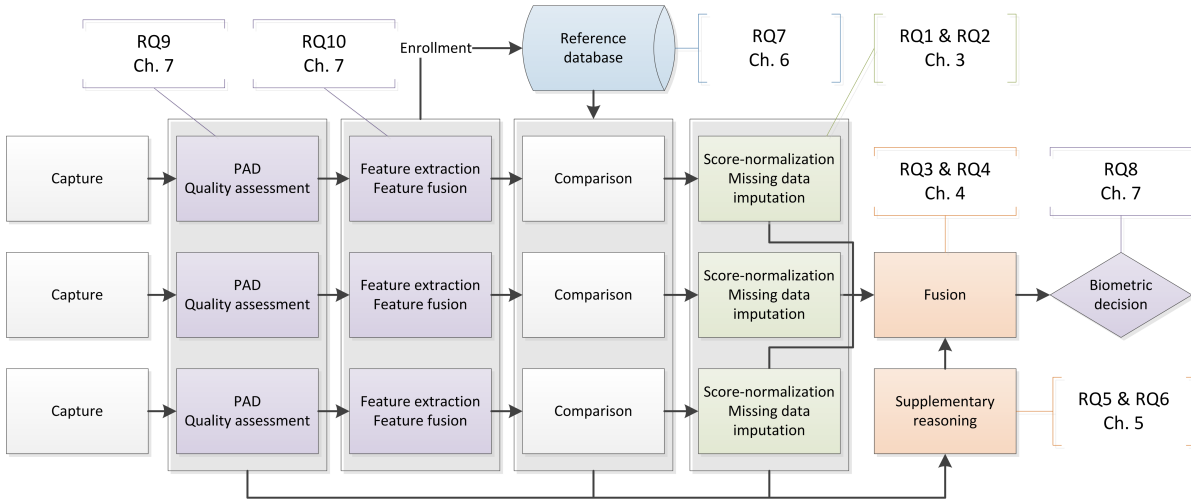 RQ9
Ch. 7
RQ10
Ch. 7
Enrollment
Reference
database
RQ7
Ch. 6
RQ1 & RQ2
Ch. 3
Capture
PAD
Quality assessment
Feature extraction
Feature fusion
Comparison
Score-normalization
Missing data
imputation
RQ3 & RQ4
Ch. 4
RQ8
Ch. 7
Capture
PAD
Quality assessment
Feature extraction
Feature fusion
Comparison
Score-normalization
Missing data
imputation
Fusion
Biometric
decision
Capture
PAD
Quality assessment
Feature extraction
Feature fusion
Comparison
Score-normalization
Missing data
imputation
Supplementary
reasoning
RQ5 & RQ6
Ch. 5